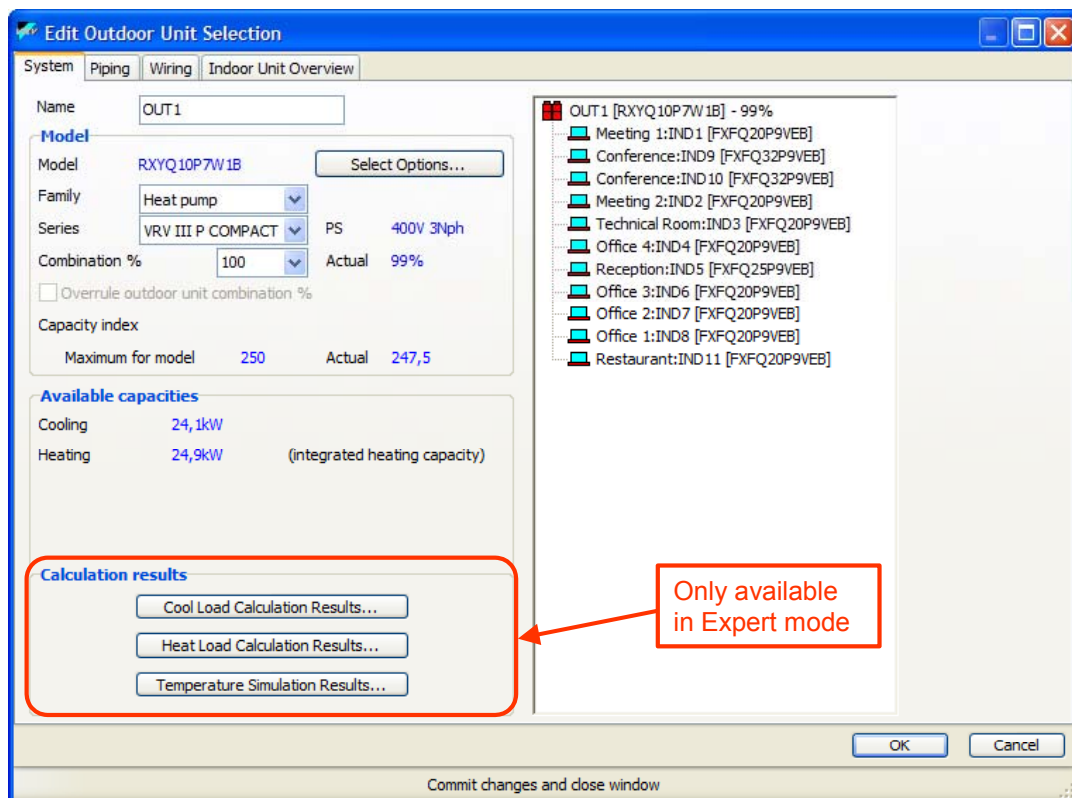 Edit Outdoor Unit Selection
System Piping Wiring Indoor Unit Overview
Name OUT1
Model
Model RXYQ10P7W1B Select Options...
Family Heat pump
Series VRV III P COMPACT PS 400V 3Nph
Combination % 100 Actual 99%
Overrule outdoor unit combination %
Capacity index
Maximum for model 250 Actual 247,5
Available capacities
Cooling 24,1kW
Heating 24,9kW (integrated heating capacity)
Calculation results
Cool Load Calculation Results...
Heat Load Calculation Results...
Temperature Simulation Results...
OUT1 [RXYQ10P7W1B] - 99%
Meeting 1:IND1 [FXFQ20P9VEB]
Conference:IND9 [FXFQ32P9VEB]
Conference:IND10 [FXFQ32P9VEB]
Meeting 2:IND2 [FXFQ20P9VEB]
Technical Room:IND3 [FXFQ20P9VEB]
Office 4:IND4 [FXFQ20P9VEB]
Reception:IND5 [FXFQ25P9VEB]
Office 3:IND6 [FXFQ20P9VEB]
Office 2:IND7 [FXFQ20P9VEB]
Office 1:IND8 [FXFQ20P9VEB]
Restaurant:IND11 [FXFQ20P9VEB]
Only available
in Expert mode
OK Cancel
Commit changes and close window